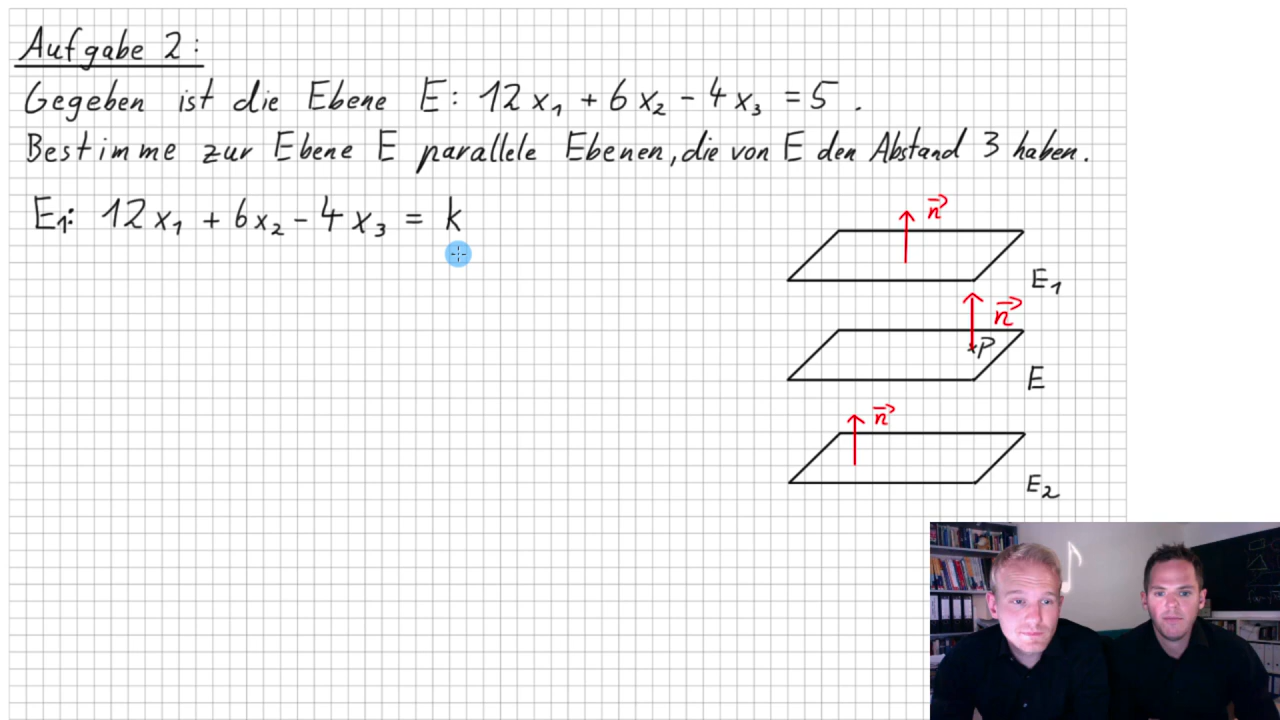 Aufgabe 2:
Gegeben ist die Ebene E: 12x₁ + 6x₂ - 4x₃ = 5.
Bestimme zur Ebene E parallele Ebenen, die von E den Abstand 3 haben.
E₁: 12x₁ + 6x₂ - 4x₃ = k
n⃗
E₁
n⃗
P
E
n⃗
E₂